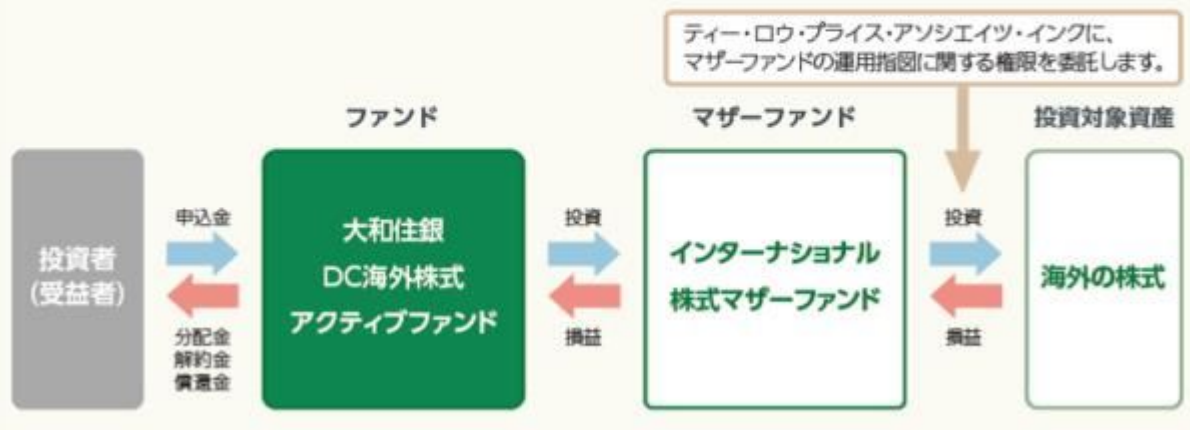 ティー・ロウ・プライス・アソシエイツ・インクに、
マザーファンドの運用指図に関する権限を委託します。
ファンド
マザーファンド
投資対象資産
投資者
(受益者)
申込金
分配金
解約金
償還金
大和住銀
DC海外株式
アクティブファンド
投資
損益
インターナショナル
株式マザーファンド
投資
損益
海外の株式